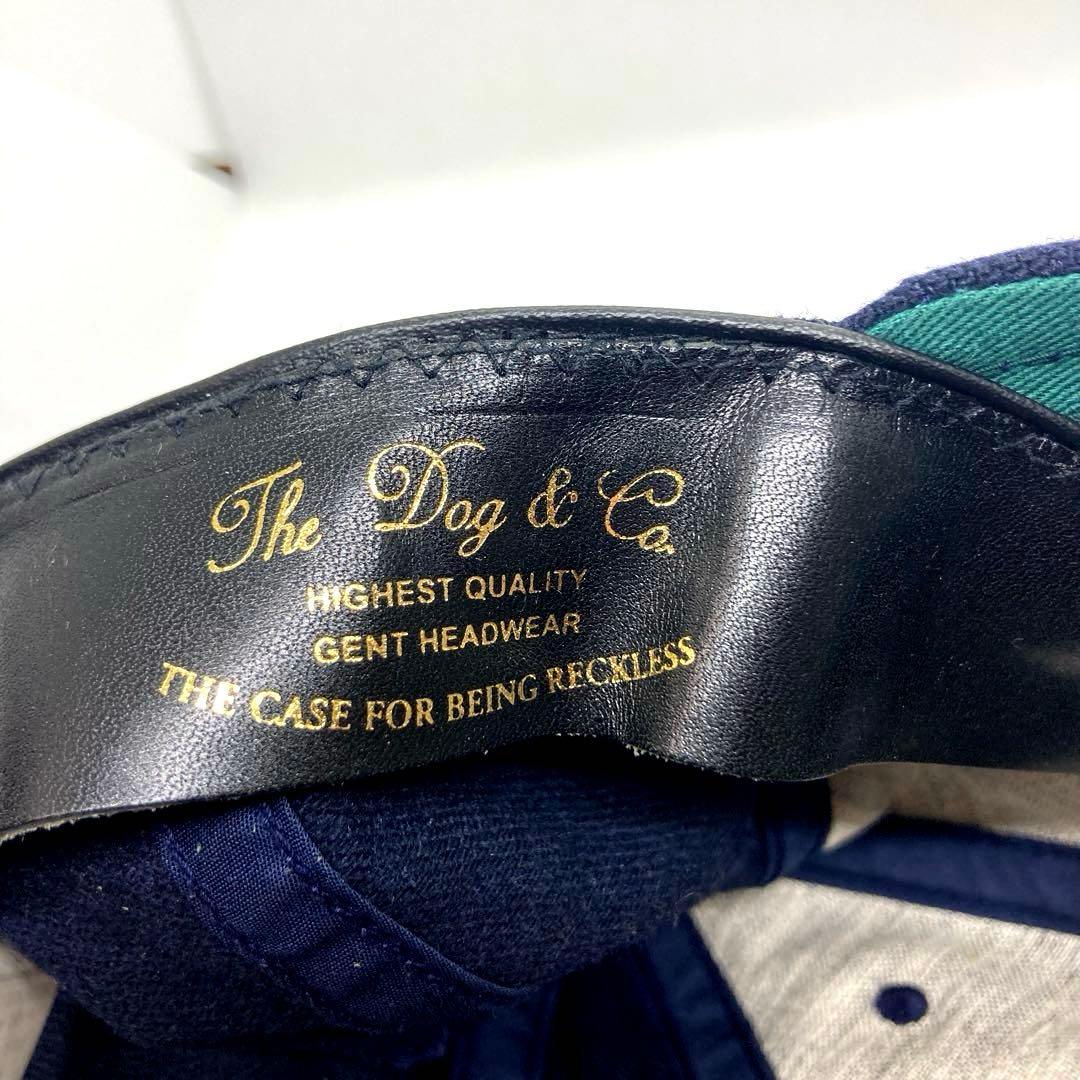 The Dog & Co.
HIGHEST QUALITY
GENT HEADWEAR
THE CASE FOR BEING RECKLESS